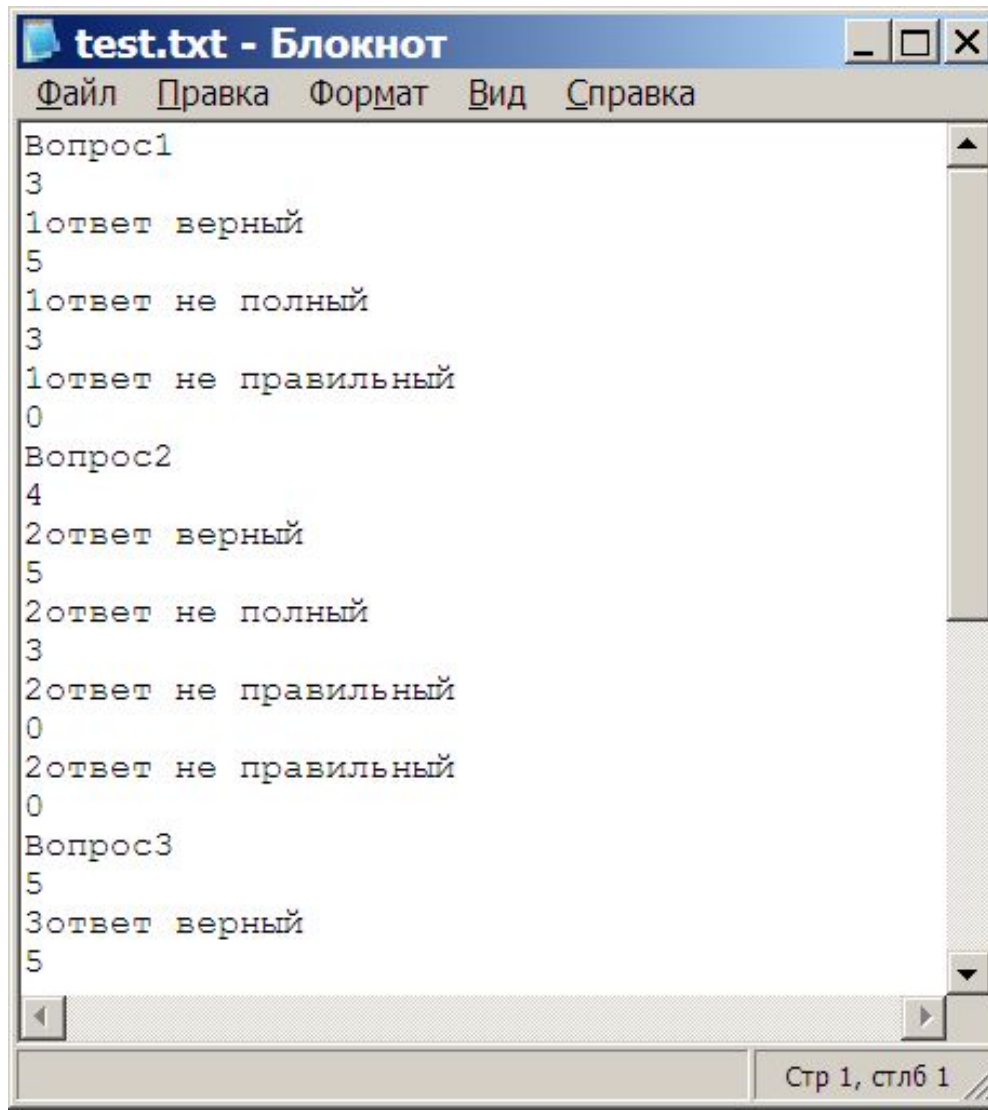 test.txt - Блокнот
Файл Правка Формат Вид Справка
Вопрос1
3
1ответ верный
5
1ответ не полный
3
1ответ не правильный
0
Вопрос2
4
2ответ верный
5
2ответ не полный
3
2ответ не правильный
0
2ответ не правильный
0
Вопрос3
5
3ответ верный
5
Стр 1, стлб 1